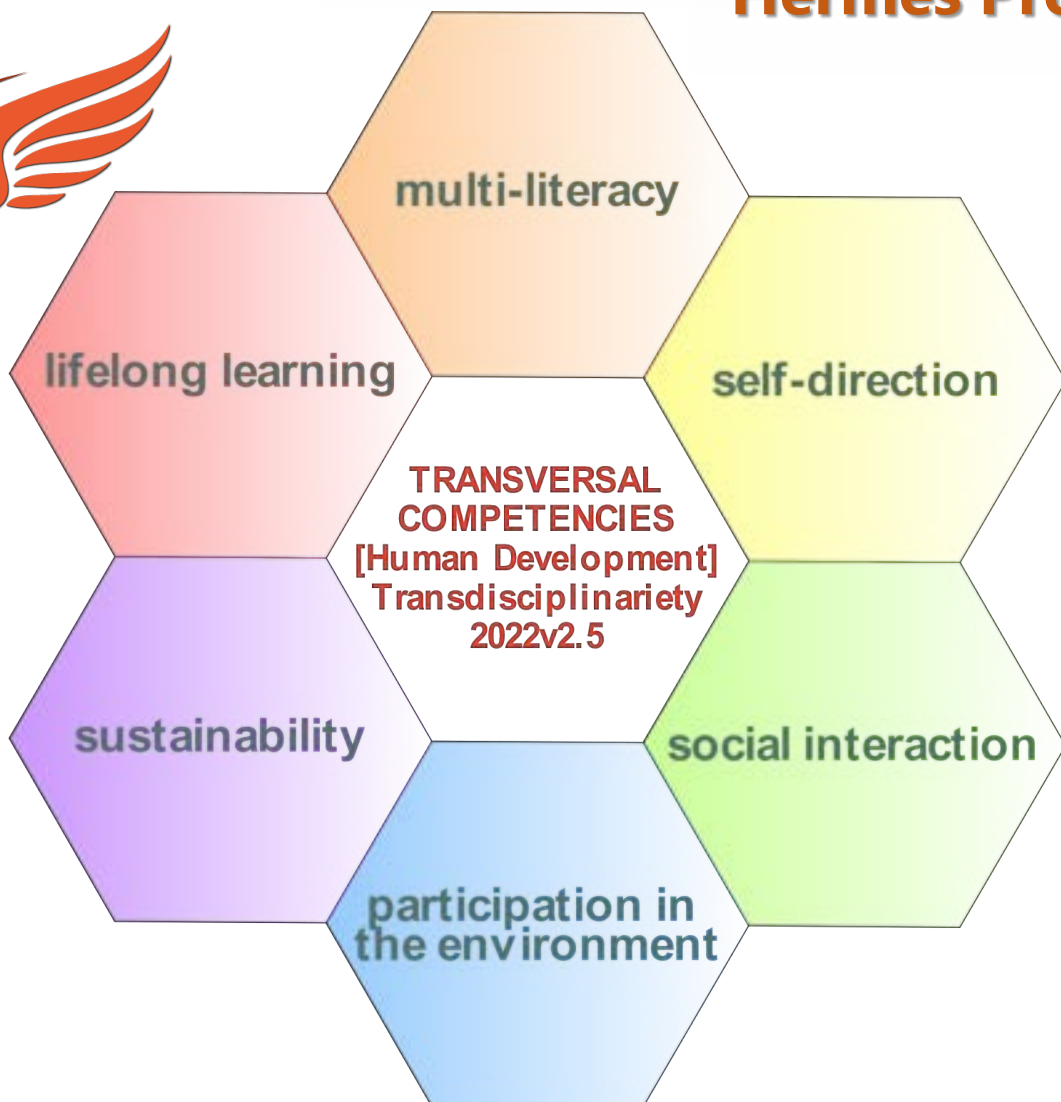 Hermes
multi-literacy
lifelong learning
self-direction
TRANSVERSAL
COMPETENCIES
[Human Development]
Transdisciplinariety
2022v2.5
sustainability
social interaction
participation in
the environment